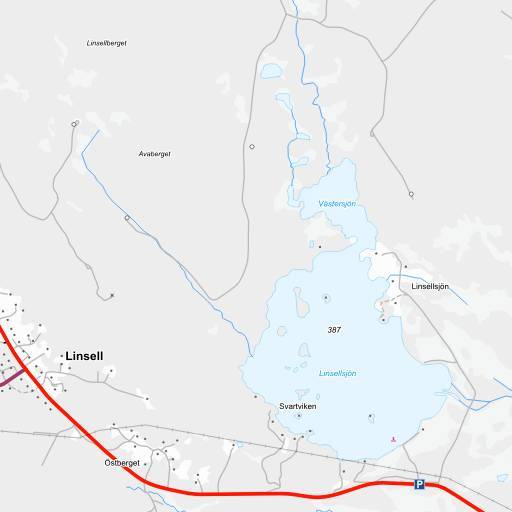 Linsellberget
Avaberget
Västersjön
Linsellsjön
387
Linsell
Linsellsjön
Svartviken
Östberget
P